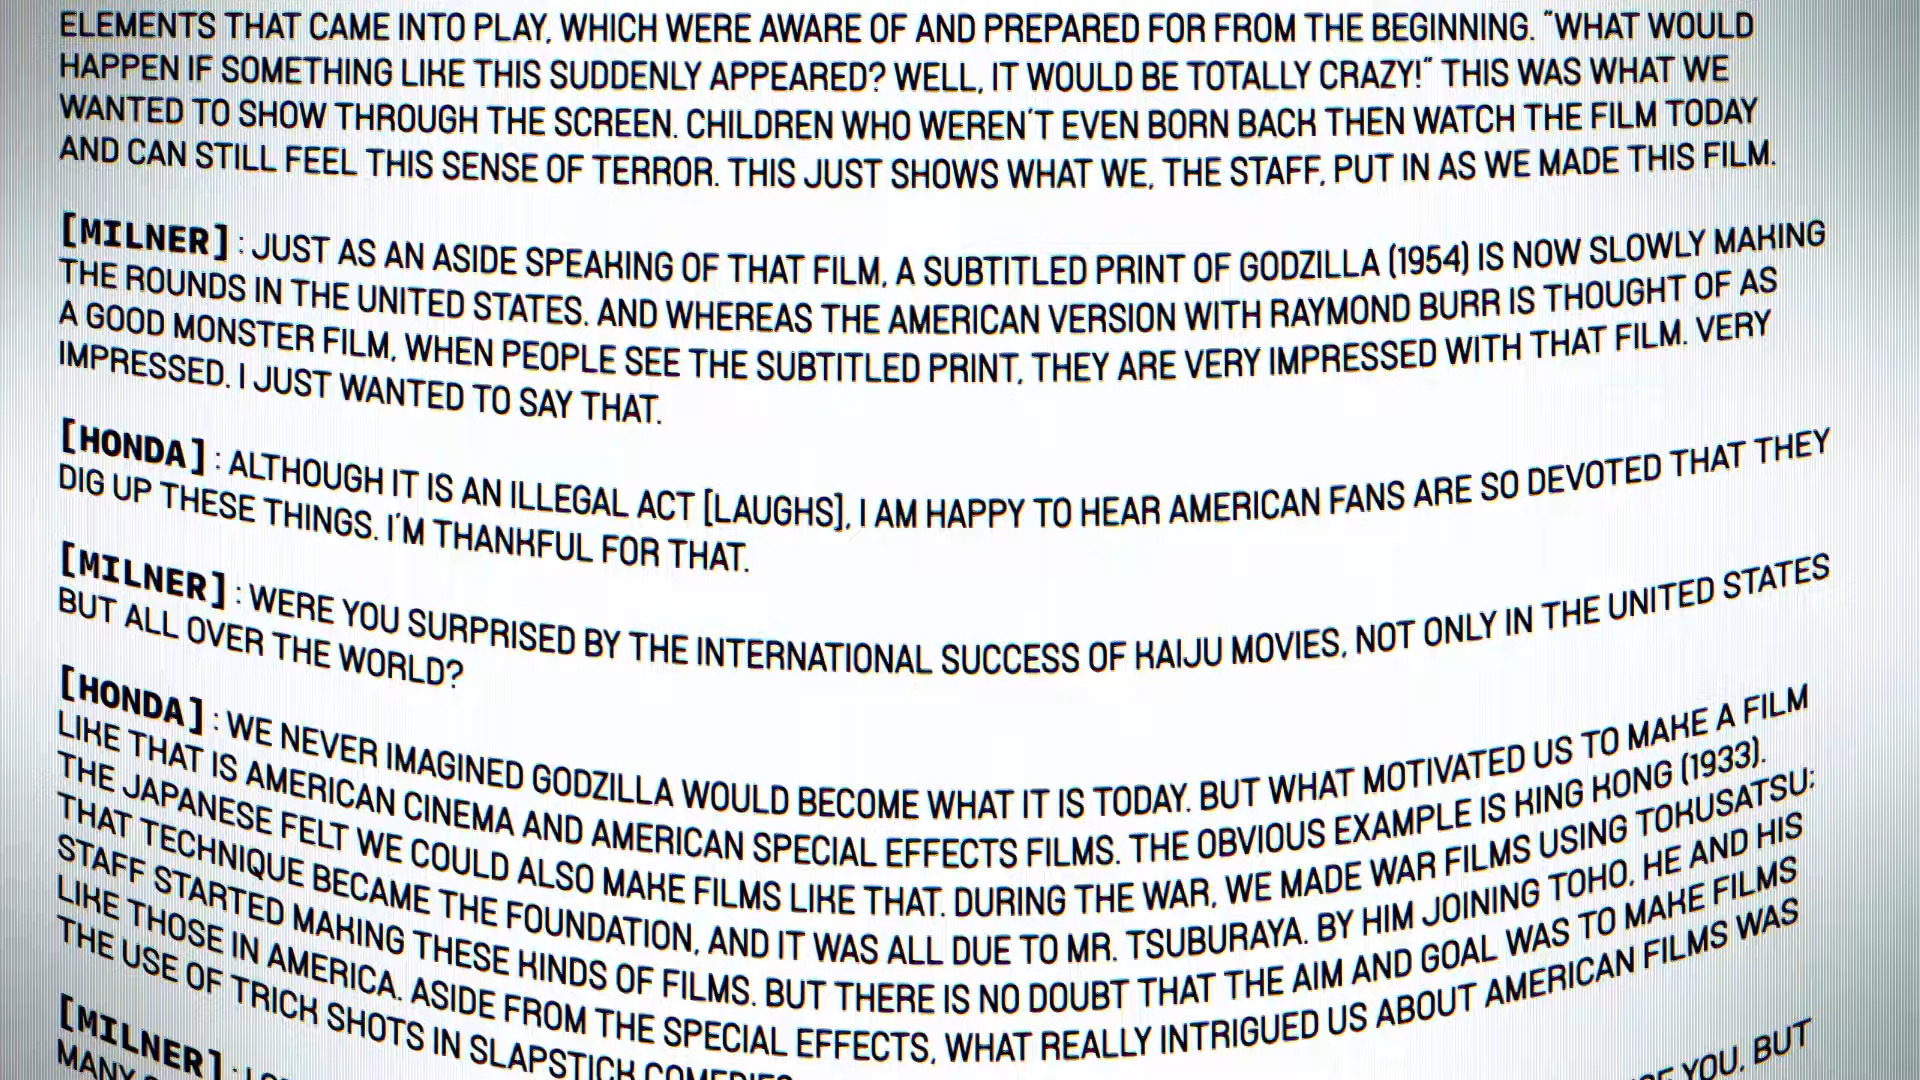 ELEMENTS THAT CAME INTO PLAY, WHICH WERE AWARE OF AND PREPARED FOR FROM THE BEGINNING. "WHAT WOULD
HAPPEN IF SOMETHING LIKE THIS SUDDENLY APPEARED? WELL, IT WOULD BE TOTALLY CRAZY!" THIS WAS WHAT WE
WANTED TO SHOW THROUGH THE SCREEN. CHILDREN WHO WEREN'T EVEN BORN BACK THEN WATCH THE FILM TODAY
AND CAN STILL FEEL THIS SENSE OF TERROR. THIS JUST SHOWS WHAT WE, THE STAFF, PUT IN AS WE MADE THIS FILM.
[MILNER] : JUST AS AN ASIDE SPEAKING OF THAT FILM, A SUBTITLED PRINT OF GODZILLA (1954) IS NOW SLOWLY MAKING
THE ROUNDS IN THE UNITED STATES. AND WHEREAS THE AMERICAN VERSION WITH RAYMOND BURR IS THOUGHT OF AS
A GOOD MONSTER FILM, WHEN PEOPLE SEE THE SUBTITLED PRINT, THEY ARE VERY IMPRESSED WITH THAT FILM. VERY
IMPRESSED. I JUST WANTED TO SAY THAT.
[HONDA] : ALTHOUGH IT IS AN ILLEGAL ACT [LAUGHS], I AM HAPPY TO HEAR AMERICAN FANS ARE SO DEVOTED THAT THEY
DIG UP THESE THINGS. I'M THANKFUL FOR THAT.
[MILNER] : WERE YOU SURPRISED BY THE INTERNATIONAL SUCCESS OF KAIJU MOVIES, NOT ONLY IN THE UNITED STATES
BUT ALL OVER THE WORLD?
[HONDA] : WE NEVER IMAGINED GODZILLA WOULD BECOME WHAT IT IS TODAY. BUT WHAT MOTIVATED US TO MAKE A FILM
LIKE THAT IS AMERICAN CINEMA AND AMERICAN SPECIAL EFFECTS FILMS. THE OBVIOUS EXAMPLE IS KING KONG (1933).
THE JAPANESE FELT WE COULD ALSO MAKE FILMS LIKE THAT. DURING THE WAR, WE MADE WAR FILMS USING TOKUSATSU;
THAT TECHNIQUE BECAME THE FOUNDATION, AND IT WAS ALL DUE TO MR. TSUBURAYA. BY HIM JOINING TOHO, HE AND HIS
STAFF STARTED MAKING THESE KINDS OF FILMS. BUT THERE IS NO DOUBT THAT THE AIM AND GOAL WAS TO MAKE FILMS
LIKE THOSE IN AMERICA. ASIDE FROM THE SPECIAL EFFECTS, WHAT REALLY INTRIGUED US ABOUT AMERICAN FILMS WAS
THE USE OF TRICK SHOTS IN SLAPSTICK COMEDIES
[MILNER] : YOU, BUT
MANY